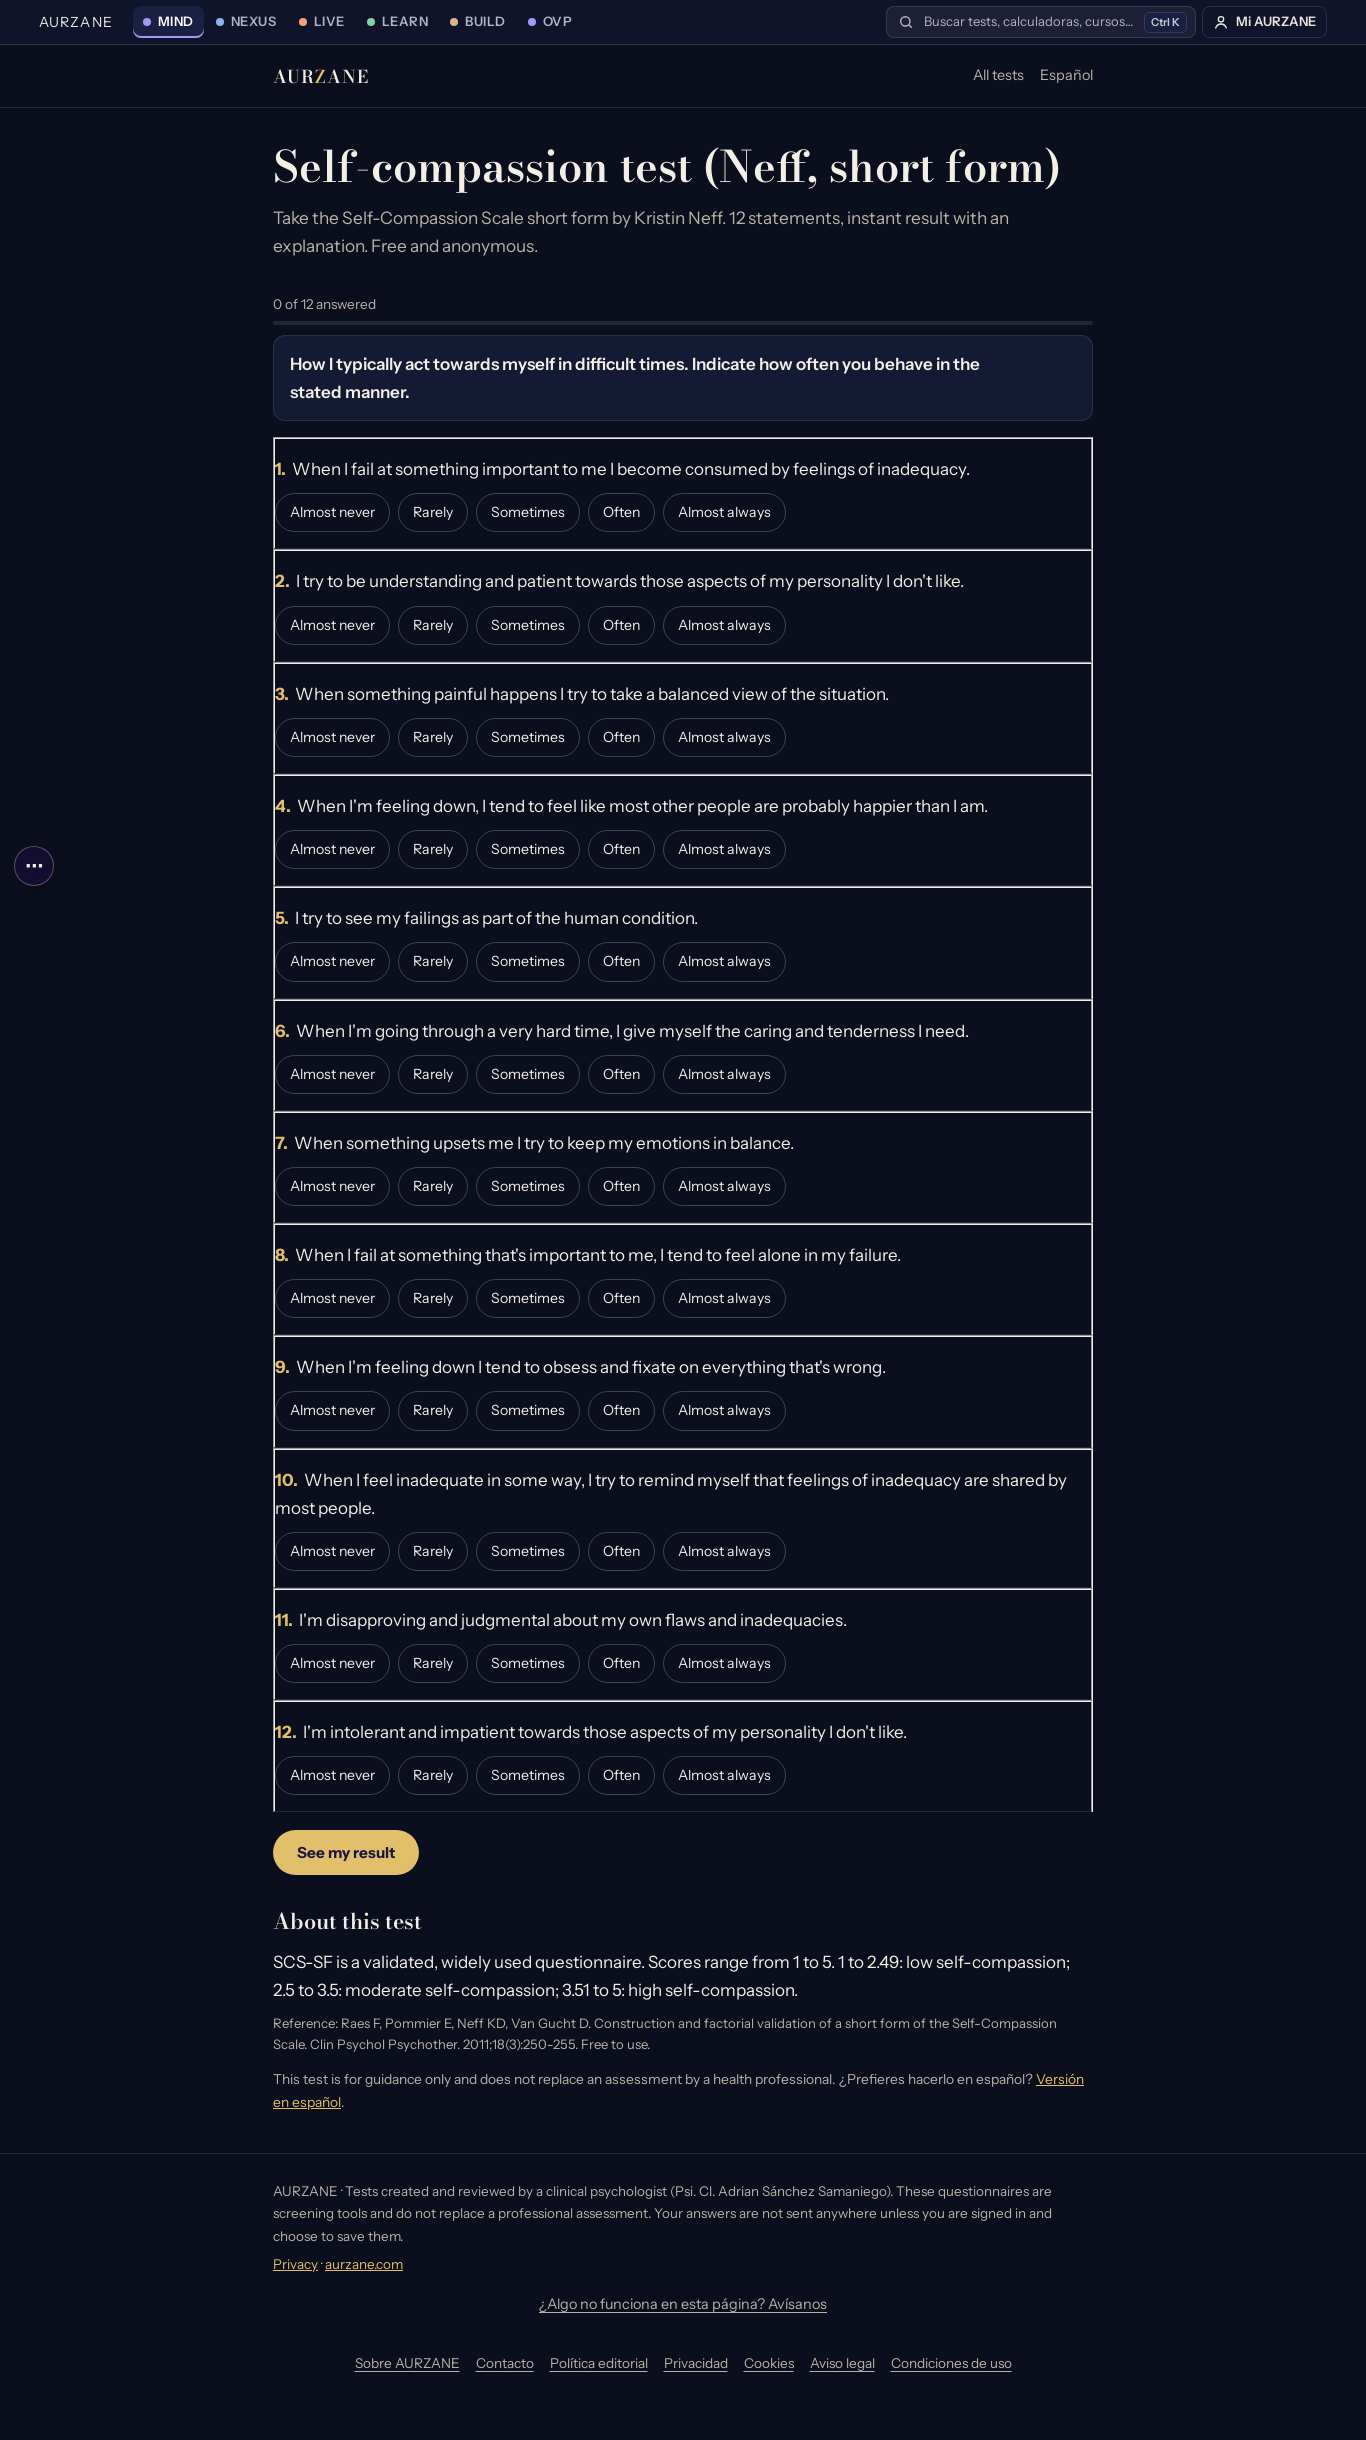 AURZANE MIND NEXUS LIVE LEARN BUILD OVP Buscar tests, calculadoras, cursos... Ctrl K Mi AURZANE
AURZANE All tests Español
Self-compassion test (Neff, short form)
Take the Self-Compassion Scale short form by Kristin Neff. 12 statements, instant result with an
explanation. Free and anonymous.
0 of 12 answered
How I typically act towards myself in difficult times. Indicate how often you behave in the
stated manner.
1. When I fail at something important to me I become consumed by feelings of inadequacy.
Almost never Rarely Sometimes Often Almost always
2. I try to be understanding and patient towards those aspects of my personality I don't like.
Almost never Rarely Sometimes Often Almost always
3. When something painful happens I try to take a balanced view of the situation.
Almost never Rarely Sometimes Often Almost always
4. When I'm feeling down, I tend to feel like most other people are probably happier than I am.
Almost never Rarely Sometimes Often Almost always
5. I try to see my failings as part of the human condition.
Almost never Rarely Sometimes Often Almost always
6. When I'm going through a very hard time, I give myself the caring and tenderness I need.
Almost never Rarely Sometimes Often Almost always
7. When something upsets me I try to keep my emotions in balance.
Almost never Rarely Sometimes Often Almost always
8. When I fail at something that's important to me, I tend to feel alone in my failure.
Almost never Rarely Sometimes Often Almost always
9. When I'm feeling down I tend to obsess and fixate on everything that's wrong.
Almost never Rarely Sometimes Often Almost always
10. When I feel inadequate in some way, I try to remind myself that feelings of inadequacy are shared by
most people.
Almost never Rarely Sometimes Often Almost always
11. I'm disapproving and judgmental about my own flaws and inadequacies.
Almost never Rarely Sometimes Often Almost always
12. I'm intolerant and impatient towards those aspects of my personality I don't like.
Almost never Rarely Sometimes Often Almost always
See my result
About this test
SCS-SF is a validated, widely used questionnaire. Scores range from 1 to 5. 1 to 2.49: low self-compassion;
2.5 to 3.5: moderate self-compassion; 3.51 to 5: high self-compassion.
Reference: Raes F, Pommier E, Neff KD, Van Gucht D. Construction and factorial validation of a short form of the Self-Compassion
Scale. Clin Psychol Psychother. 2011;18(3):250-255. Free to use.
This test is for guidance only and does not replace an assessment by a health professional. ¿Prefieres hacerlo en español? Versión
en español.
AURZANE · Tests created and reviewed by a clinical psychologist (Psi. Cl. Adrian Sánchez Samaniego). These questionnaires are
screening tools and do not replace a professional assessment. Your answers are not sent anywhere unless you are signed in and
choose to save them.
Privacy · aurzane.com
¿Algo no funciona en esta página? Avísanos
Sobre AURZANE Contacto Política editorial Privacidad Cookies Aviso legal Condiciones de uso